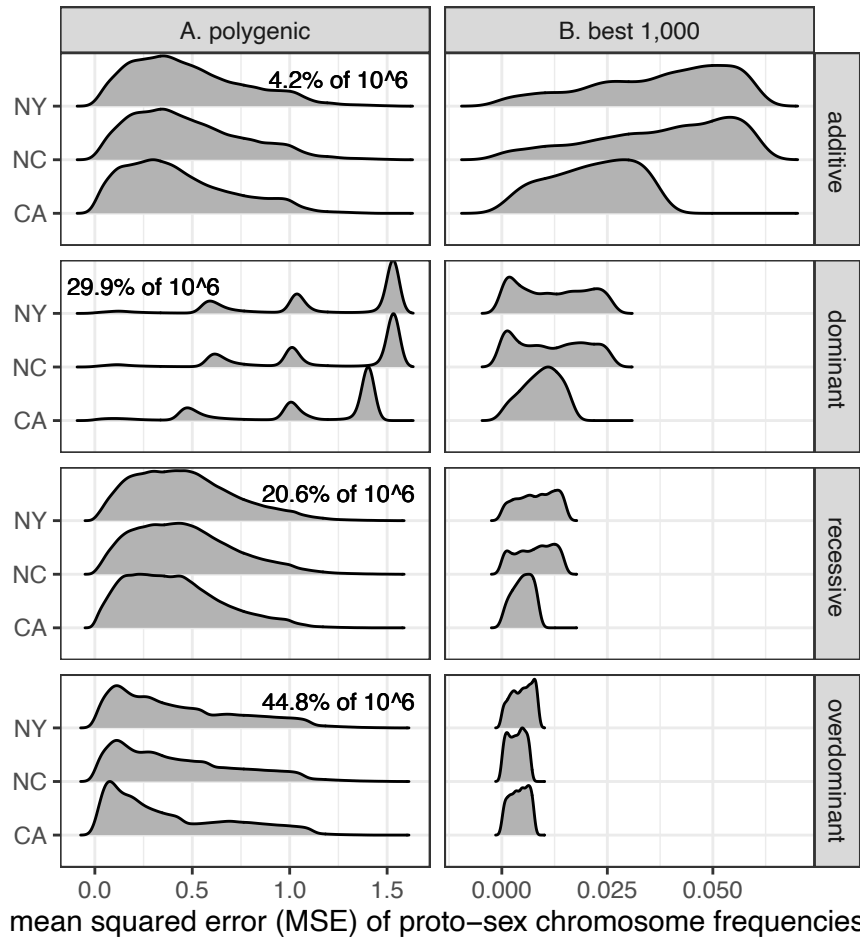 A. polygenic
B. best 1,000
4.2% of 10^6
NY
NC
CA
additive
29.9% of 10^6
NY
NC
CA
dominant
20.6% of 10^6
NY
NC
CA
recessive
44.8% of 10^6
NY
NC
CA
overdominant
0.0 0.5 1.0 1.5
0.000 0.025 0.050
mean squared error (MSE) of proto−sex chromosome frequencies